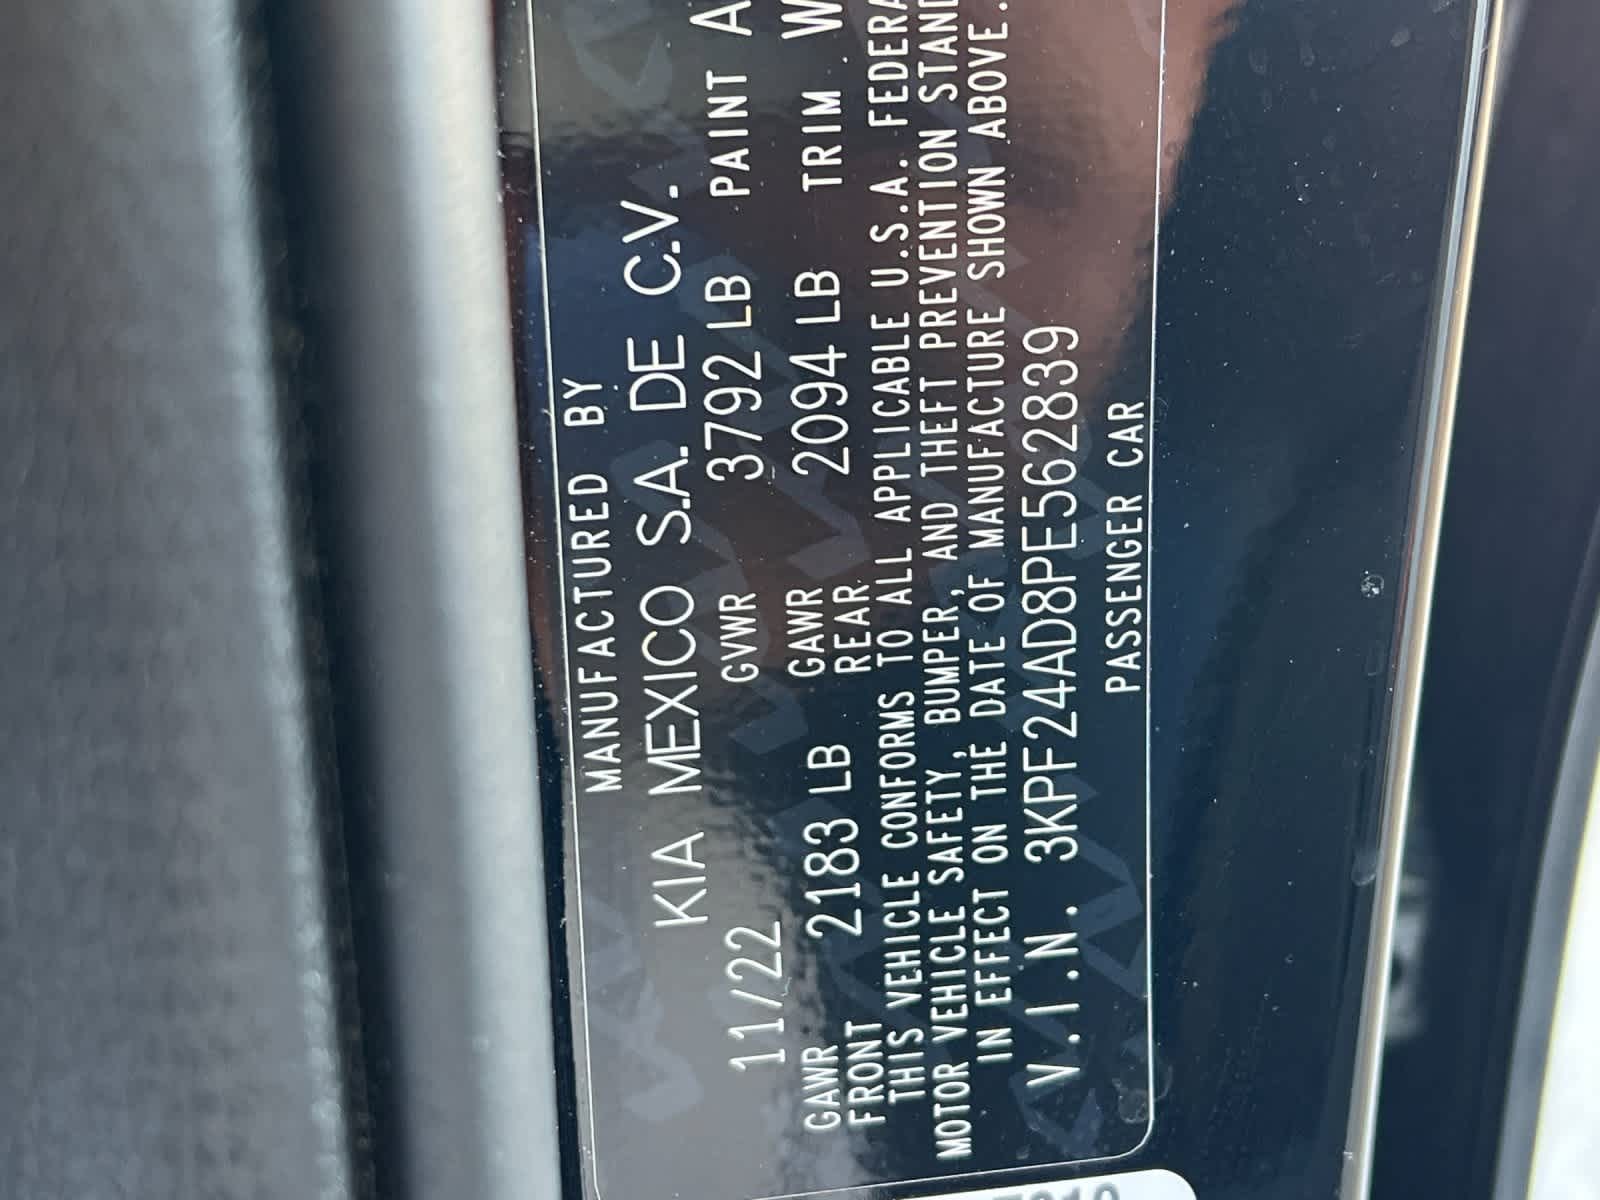 MANUFACTURED BY
KIA MEXICO S.A. DE C.V.
11/22 GVWR 3792 LB PAINT A
GAWR FRONT 2183 LB GAWR REAR 2094 LB TRIM W
THIS VEHICLE CONFORMS TO ALL APPLICABLE U.S.A. FEDERA
MOTOR VEHICLE SAFETY, BUMPER, AND THEFT PREVENTION STAND
IN EFFECT ON THE DATE OF MANUFACTURE SHOWN ABOVE.
V.I.N. 3KPF24AD8PE562839
PASSENGER CAR